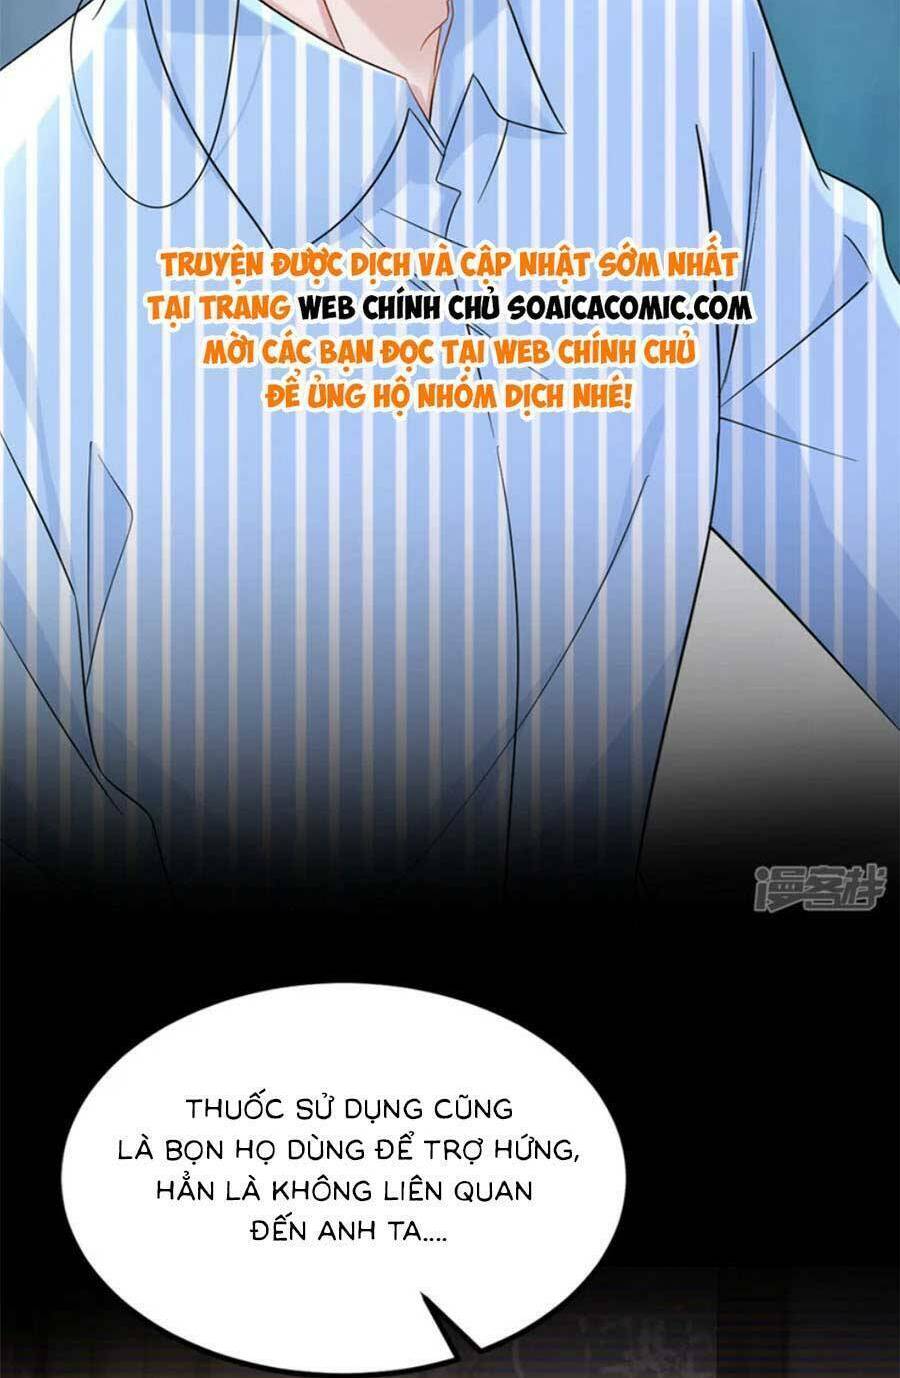 TRUYỆN ĐƯỢC DỊCH VÀ CẬP NHẬT SỚM NHẤT
TẠI TRANG WEB CHÍNH CHỦ SOAICACOMIC.COM
MỜI CÁC BẠN ĐỌC TẠI WEB CHÍNH CHỦ
ĐỂ ỦNG HỘ NHÓM DỊCH NHÉ!
漫客栈
THUỐC SỬ DỤNG CŨNG
LÀ BỌN HỌ DÙNG ĐỂ TRỢ HỨNG,
HẲN LÀ KHÔNG LIÊN QUAN
ĐẾN ANH TA....